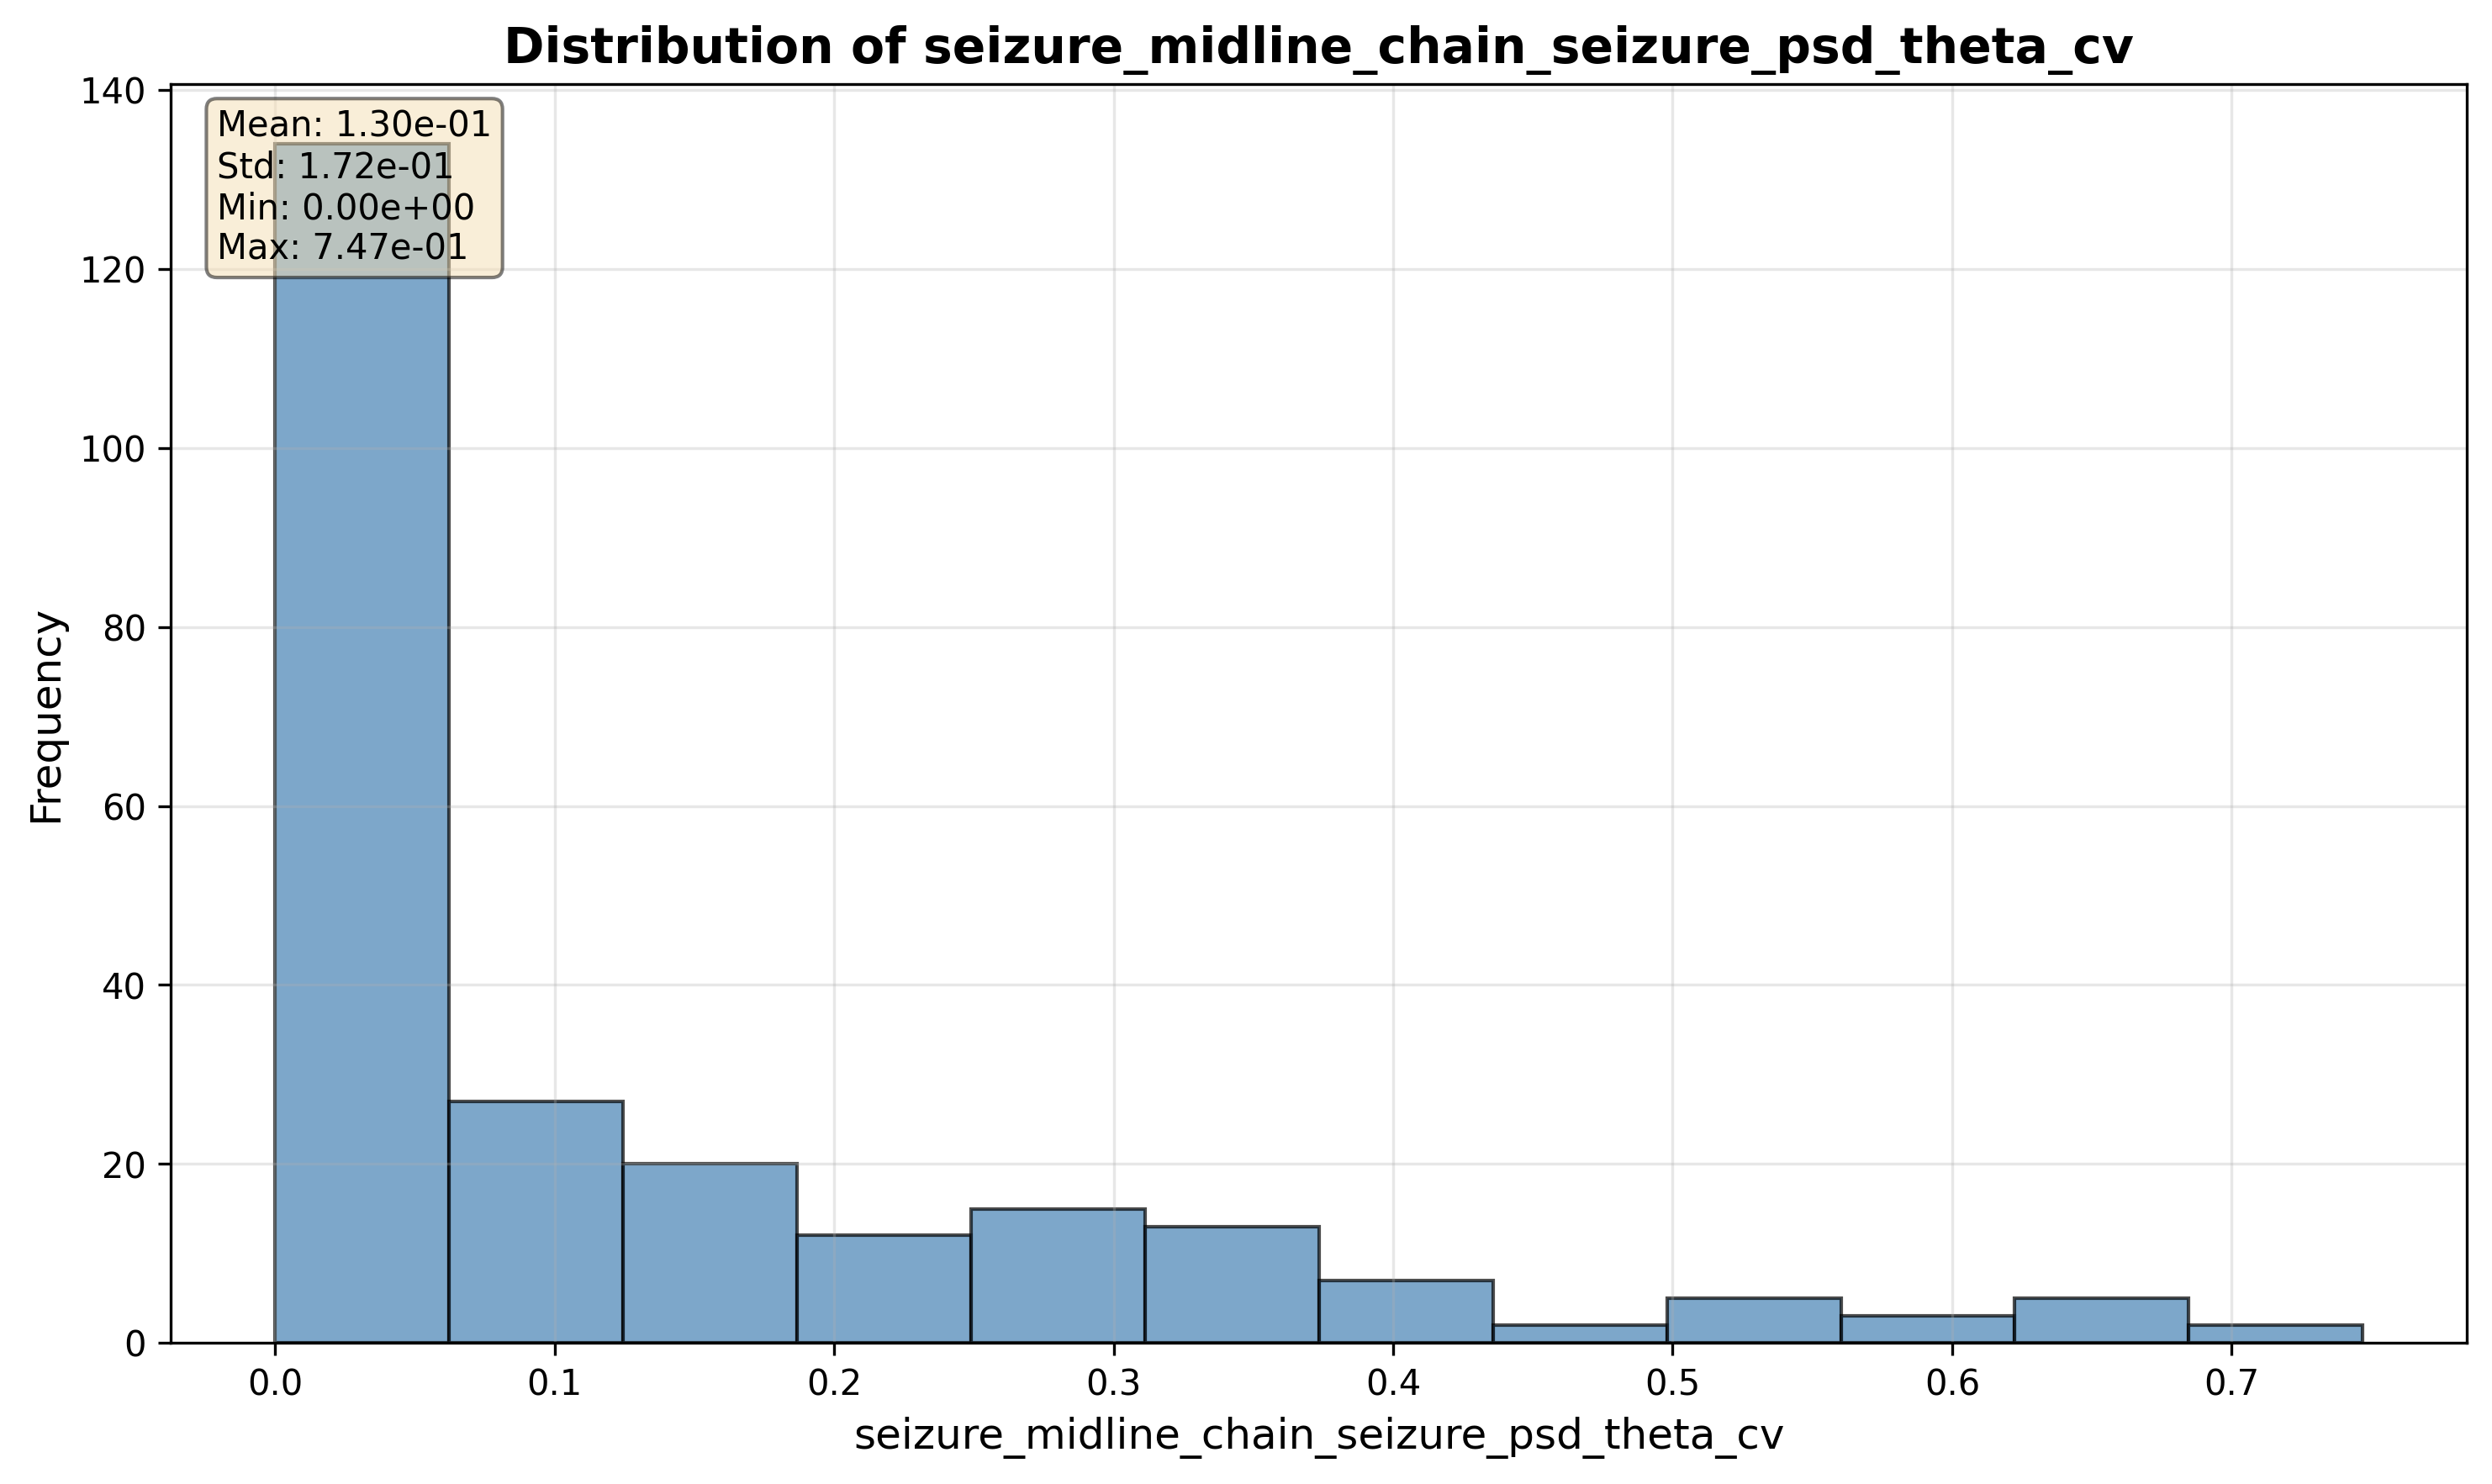 Distribution of seizure_midline_chain_seizure_psd_theta_cv
140
120
100
80
60
40
20
0
Frequency
Mean: 1.30e-01
Std: 1.72e-01
Min: 0.00e+00
Max: 7.47e-01
0.0 0.1 0.2 0.3 0.4 0.5 0.6 0.7
seizure_midline_chain_seizure_psd_theta_cv